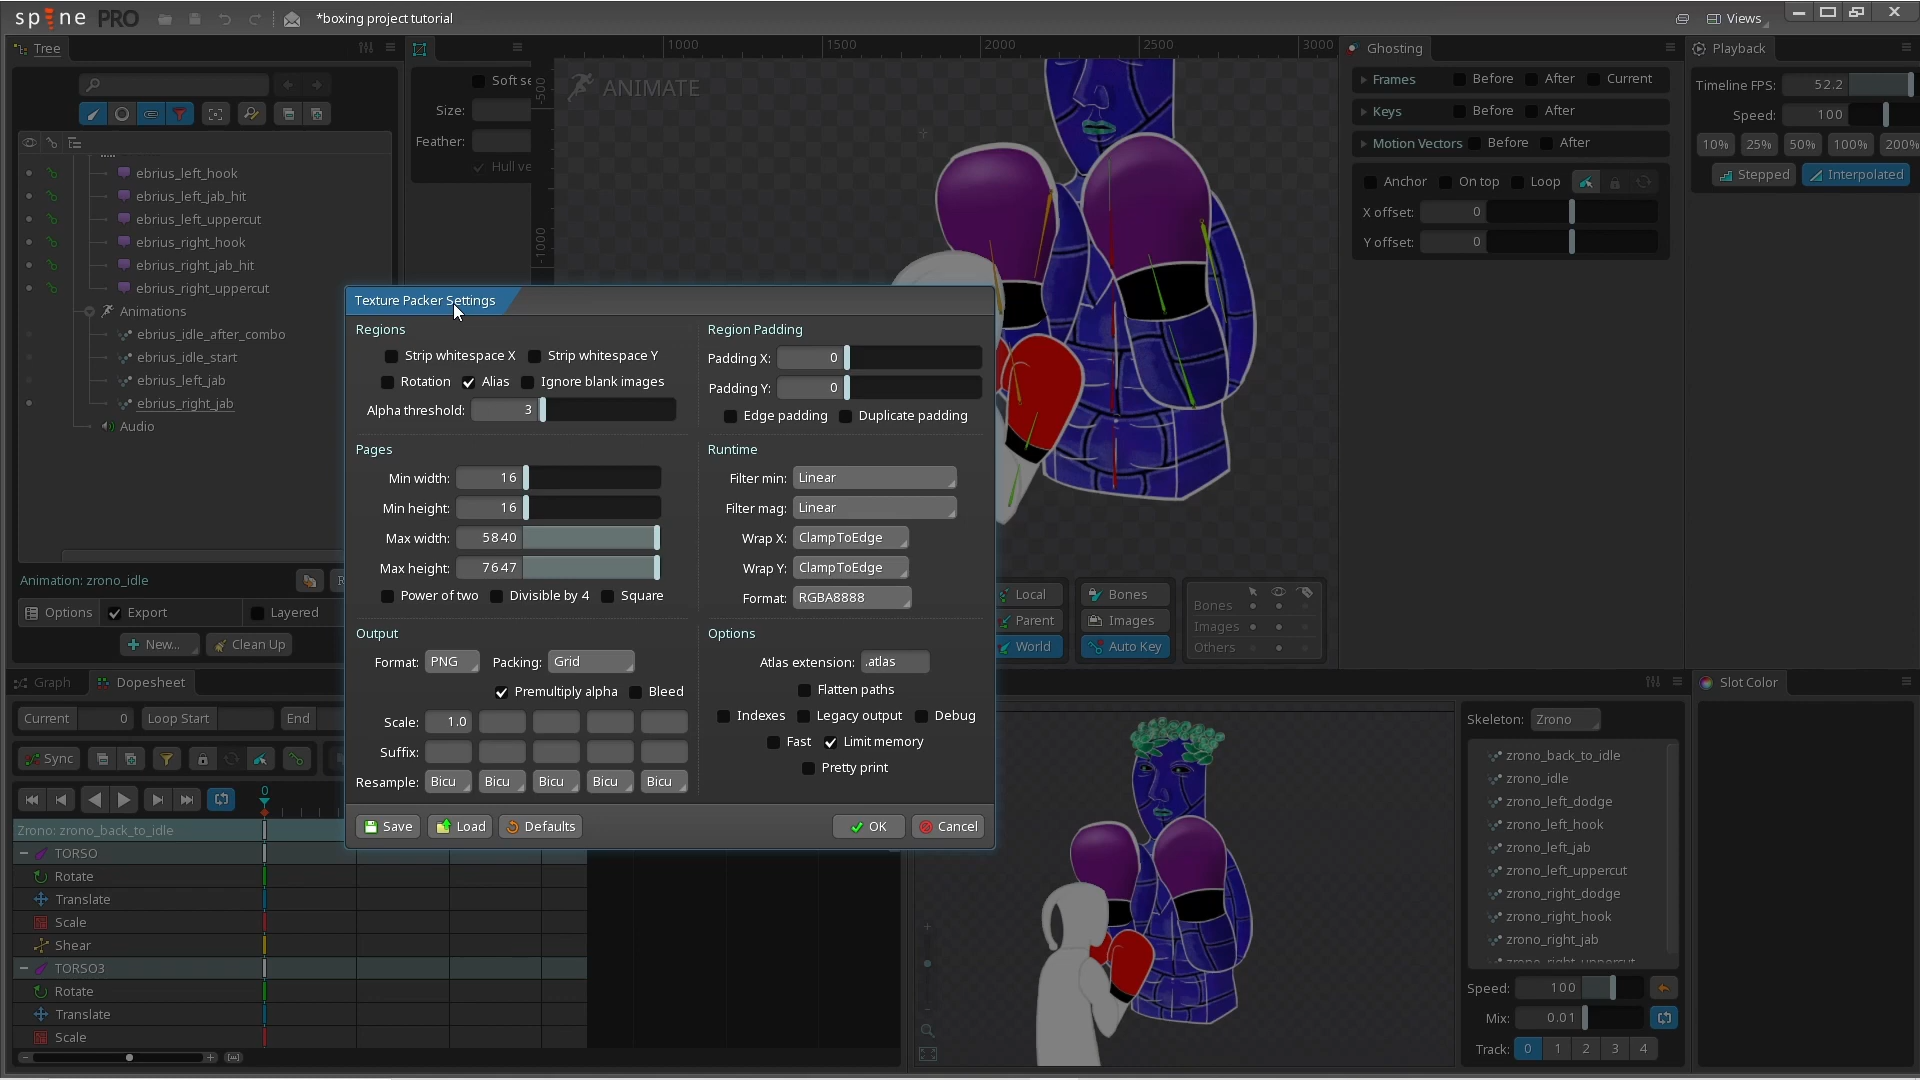 spine PRO
*boxing project tutorial
Views
Tree
ebrius_left_hook
ebrius_left_jab_hit
ebrius_left_uppercut
ebrius_right_hook
ebrius_right_jab_hit
ebrius_right_uppercut
Animations
ebrius_idle_after_combo
ebrius_idle_start
ebrius_left_jab
ebrius_right_jab
Audio
Animation: zrono_idle
R
Options
Export
Layered
New...
Clean Up
Soft se
Size:
Feather:
Hull ve
1000
1500
2000
2500
3000
-500
-1000
ANIMATE
Ghosting
Frames Before After Current
Keys Before After
Motion Vectors Before After
Anchor On top Loop
X offset: 0
Y offset: 0
Playback
Timeline FPS: 52.2
Speed: 100
10% 25% 50% 100% 200%
Stepped Interpolated
Texture Packer Settings
Regions
Strip whitespace X Strip whitespace Y
Rotation Alias Ignore blank images
Alpha threshold: 3
Region Padding
Padding X: 0
Padding Y: 0
Edge padding Duplicate padding
Pages
Min width: 16
Min height: 16
Max width: 5840
Max height: 7647
Power of two Divisible by 4 Square
Runtime
Filter min: Linear
Filter mag: Linear
Wrap X: ClampToEdge
Wrap Y: ClampToEdge
Format: RGBA8888
Output
Format: PNG Packing: Grid
Premultiply alpha Bleed
Scale: 1.0
Suffix:
Resample: Bicu Bicu Bicu Bicu Bicu
Options
Atlas extension: .atlas
Flatten paths
Indexes Legacy output Debug
Fast Limit memory
Pretty print
Save Load Defaults
OK Cancel
Local
Parent
World
Bones
Images
Auto Key
Bones
Images
Others
Graph
Dopesheet
Current 0 Loop Start End
Sync
0
Zrono: zrono_back_to_idle
TORSO
Rotate
Translate
Scale
Shear
TORSO3
Rotate
Translate
Scale
Skeleton: Zrono
zrono_back_to_idle
zrono_idle
zrono_left_dodge
zrono_left_hook
zrono_left_jab
zrono_left_uppercut
zrono_right_dodge
zrono_right_hook
zrono_right_jab
zrono_right_uppercut
Speed: 100
Mix: 0.01
Track: 0 1 2 3 4
Slot Color